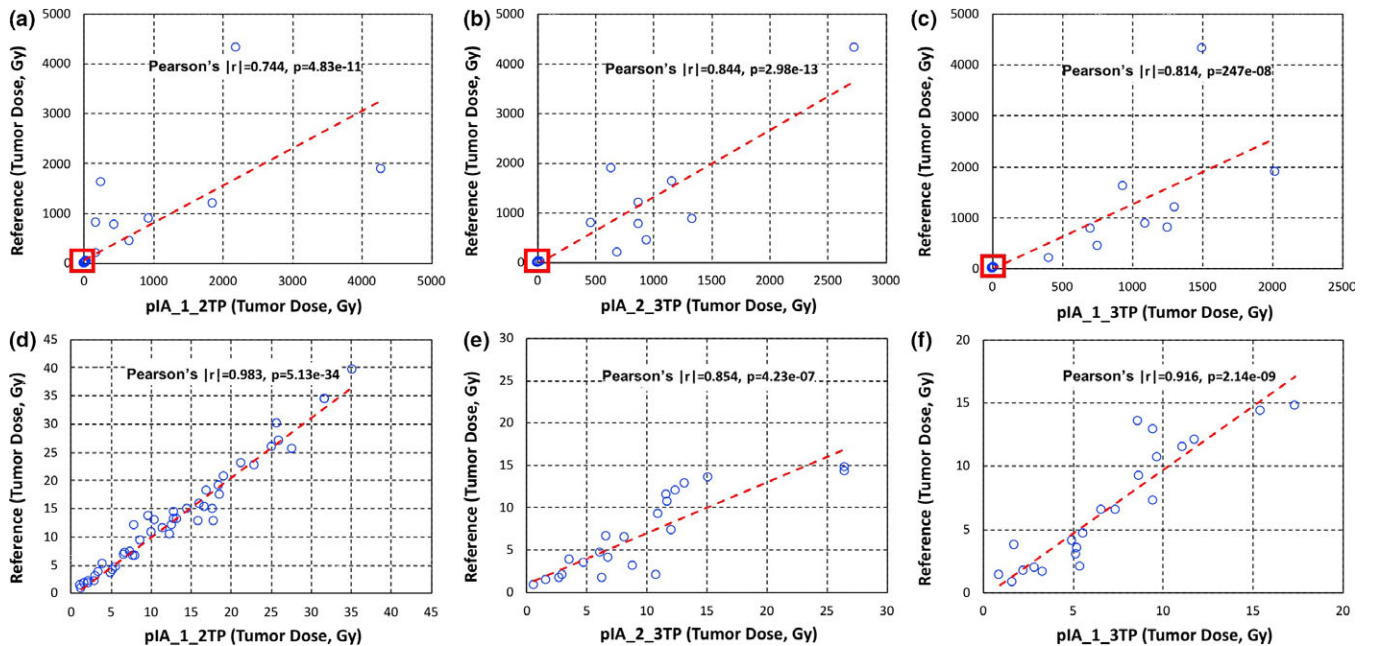 (a)
Reference (Tumor Dose, Gy)
5000
4000
3000
2000
1000
0
Pearson's |r|=0.744, p=4.83e-11
0 1000 2000 3000 4000 5000
pIA_1_2TP (Tumor Dose, Gy)
(b)
Reference (Tumor Dose, Gy)
5000
4000
3000
2000
1000
0
Pearson's |r|=0.844, p=2.98e-13
0 500 1000 1500 2000 2500 3000
pIA_2_3TP (Tumor Dose, Gy)
(c)
Reference (Tumor Dose, Gy)
5000
4000
3000
2000
1000
0
Pearson's |r|=0.814, p=247e-08
0 500 1000 1500 2000 2500
pIA_1_3TP (Tumor Dose, Gy)
(d)
Reference (Tumor Dose, Gy)
45
40
35
30
25
20
15
10
5
0
Pearson's |r|=0.983, p=5.13e-34
0 5 10 15 20 25 30 35 40 45
pIA_1_2TP (Tumor Dose, Gy)
(e)
Reference (Tumor Dose, Gy)
30
25
20
15
10
5
0
Pearson's |r|=0.854, p=4.23e-07
0 5 10 15 20 25 30
pIA_2_3TP (Tumor Dose, Gy)
(f)
Reference (Tumor Dose, Gy)
20
15
10
5
0
Pearson's |r|=0.916, p=2.14e-09
0 5 10 15 20
pIA_1_3TP (Tumor Dose, Gy)